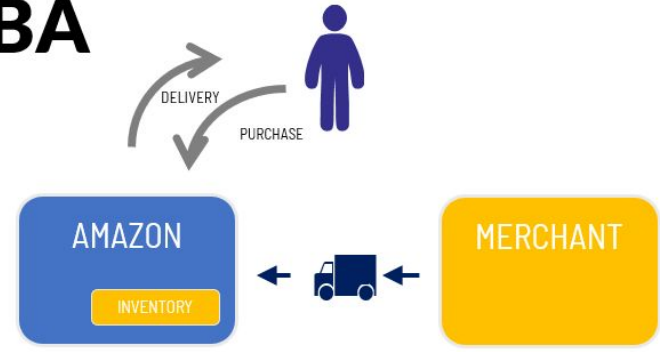 BA
DELIVERY
PURCHASE
AMAZON
MERCHANT
INVENTORY